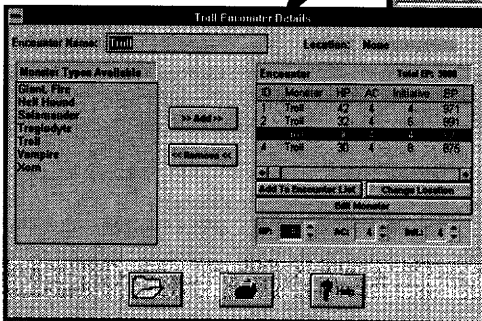 Troll Encounter Details
Encounter Name: Troll
Location: None
Monster Types Available
Giant, Fire
Hell Hound
Salamander
Troglodyte
Troll
Vampire
Xorn
>> Add >>
<< Remove <<
Encounter Total EP: 3000
ID Monster HP AC Initiative EP
1 Troll 42 4 4 971
2 Troll 32 4 6 891
4 Troll 30 4 8 875
Add To Encounter List Change Location
Edit Monster
HP: AC: 4 Init.: 4
Help